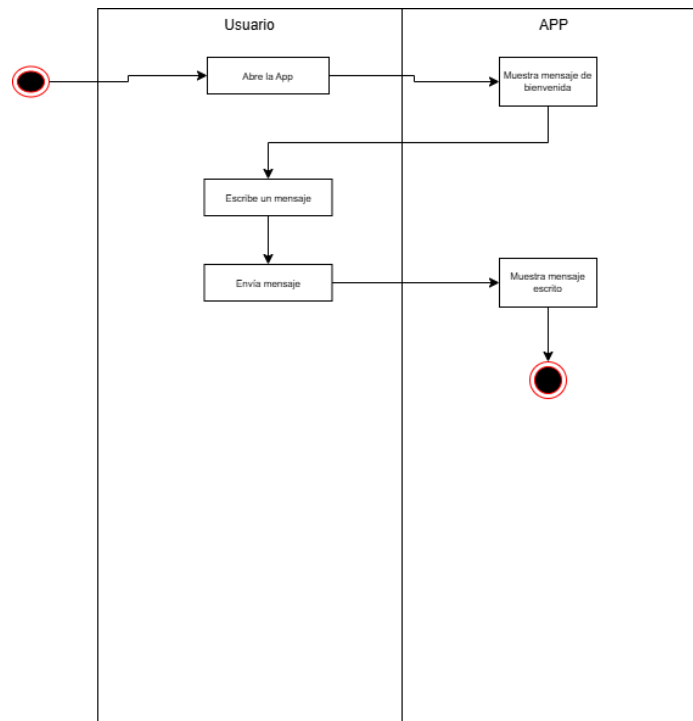 Usuario
APP
Abre la App
Muestra mensaje de
bienvenida
Escribe un mensaje
Envía mensaje
Muestra mensaje
escrito